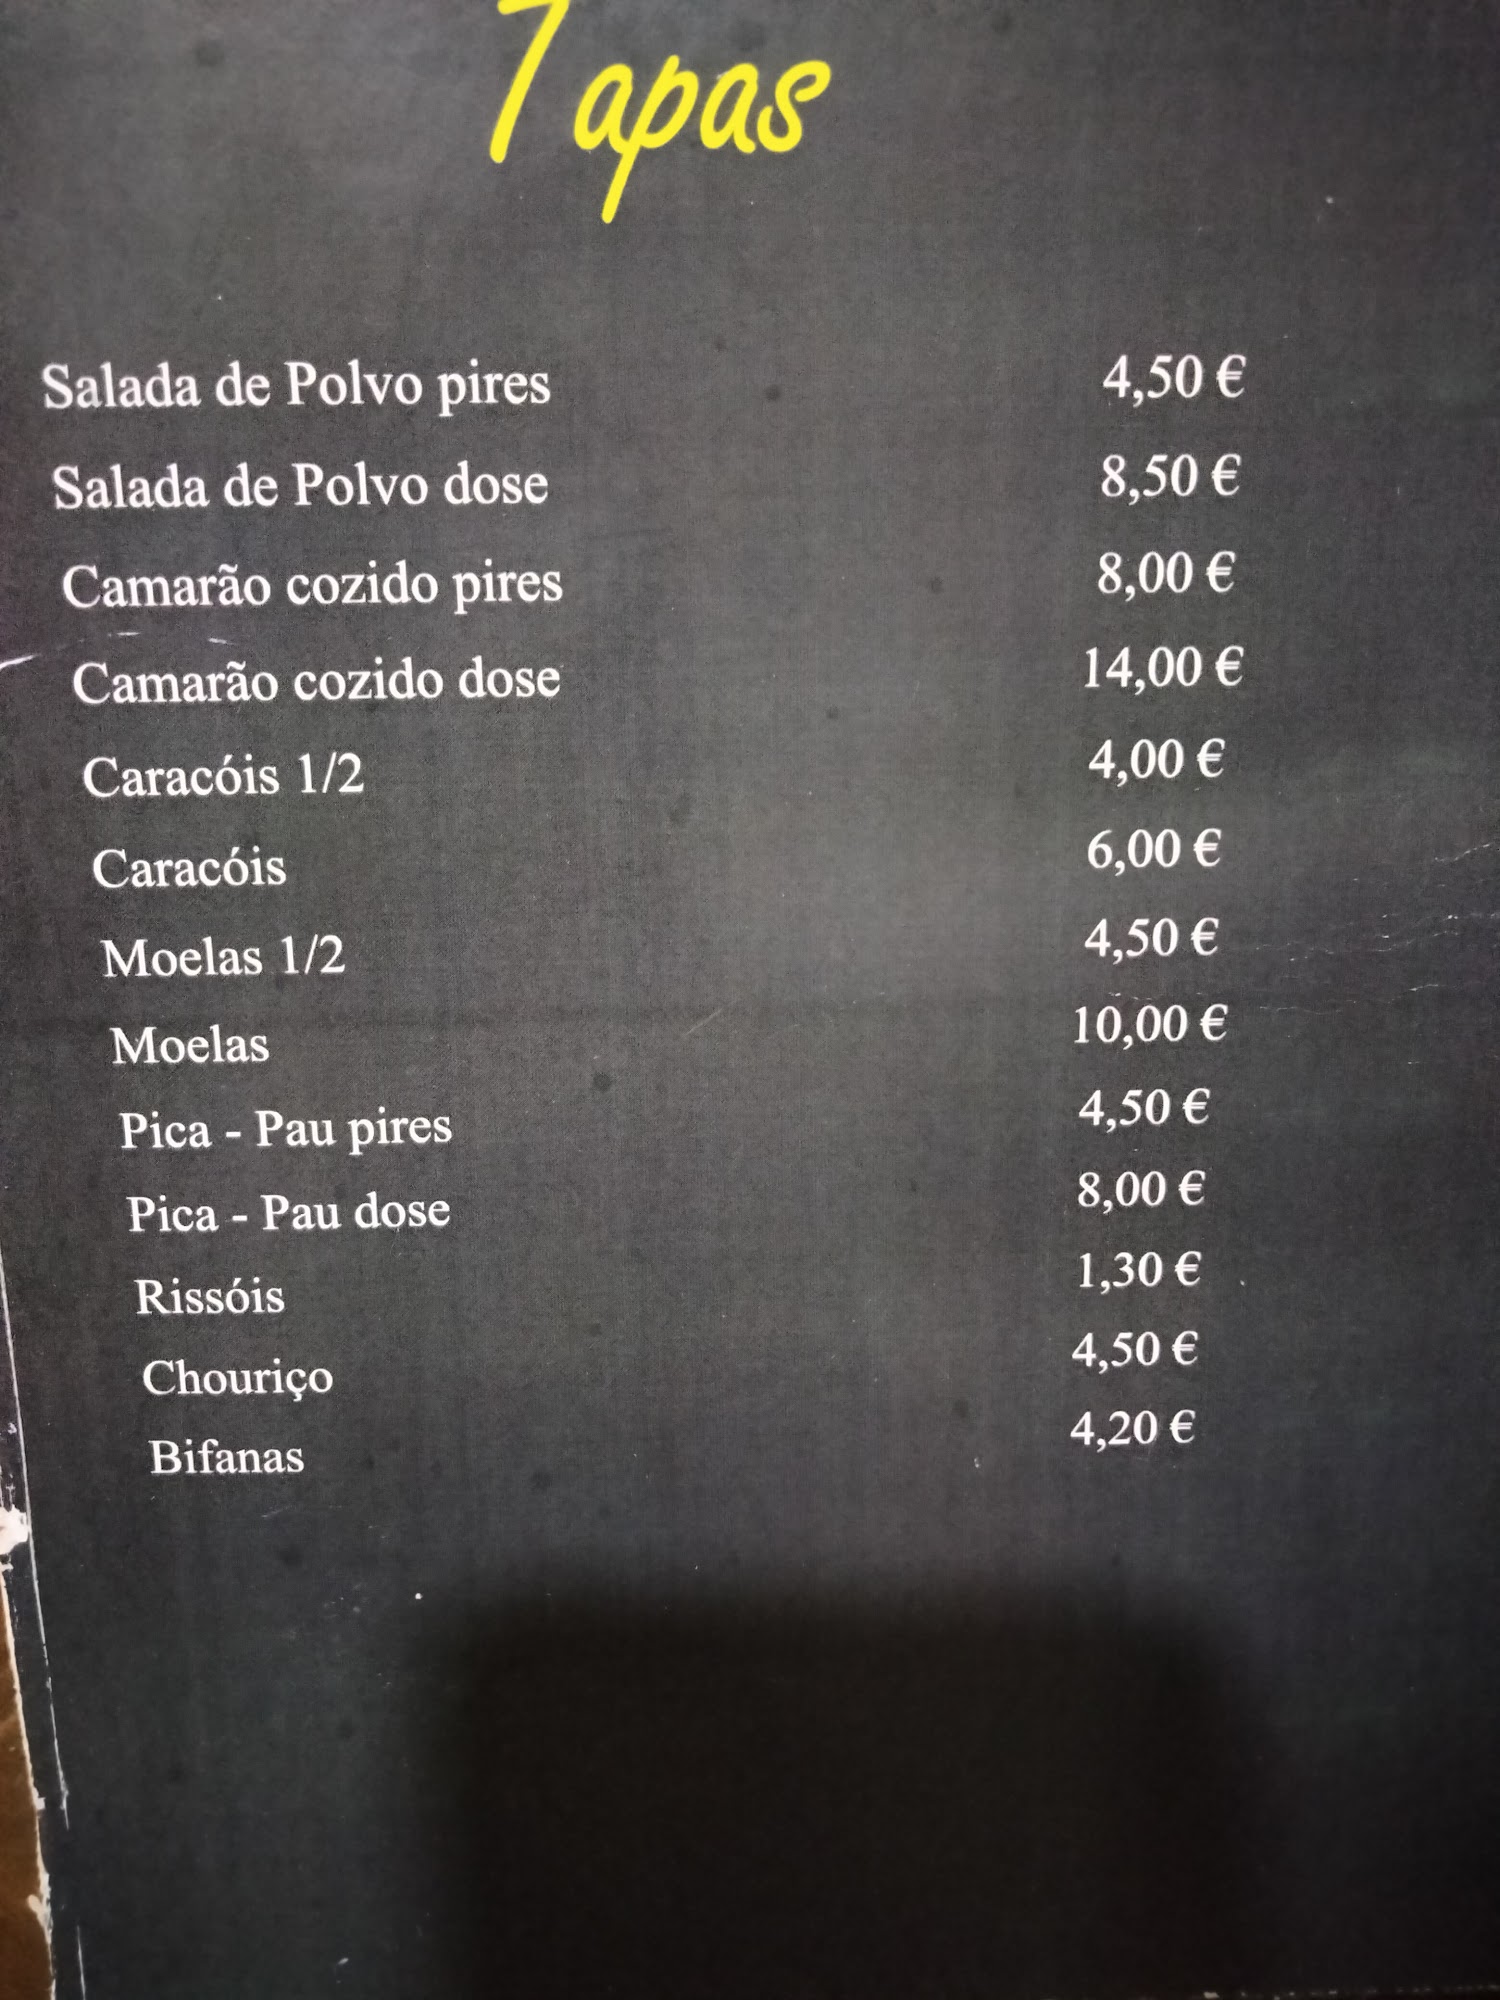 Tapas
Salada de Polvo pires 4,50 €
Salada de Polvo dose 8,50 €
Camarão cozido pires 8,00 €
Camarão cozido dose 14,00 €
Caracóis 1/2 4,00 €
Caracóis 6,00 €
Moelas 1/2 4,50 €
Moelas 10,00 €
Pica - Pau pires 4,50 €
Pica - Pau dose 8,00 €
Rissóis 1,30 €
Chouriço 4,50 €
Bifanas 4,20 €